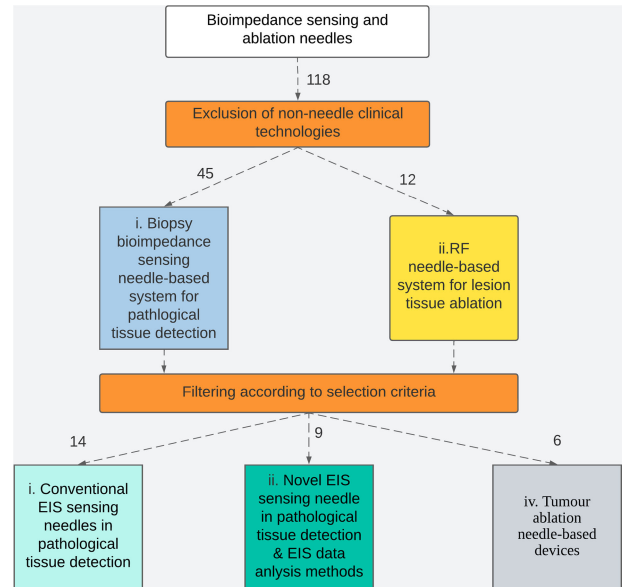 Bioimpedance sensing and
ablation needles
118
Exclusion of non-needle clinical
technologies
45
12
i. Biopsy
bioimpedance
sensing
needle-based
system for
pathlogical
tissue detection
ii.RF
needle-based
system for lesion
tissue ablation
Filtering according to selection criteria
14
9
6
i. Conventional
EIS sensing
needles in
pathological
tissue detection
ii. Novel EIS
sensing needle
in pathological
tissue detection
& EIS data
anlysis methods
iv. Tumour
ablation
needle-based
devices